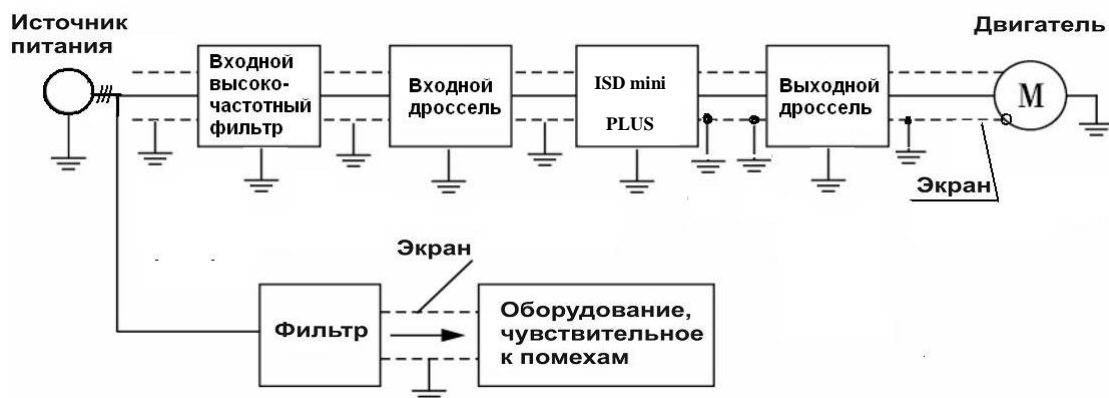 Источник
питания
Входной
высоко-
частотный
фильтр
Входной
дроссель
ISD mini
PLUS
Выходной
дроссель
Двигатель
M
Экран
Экран
Фильтр
Оборудование,
чувствительное
к помехам